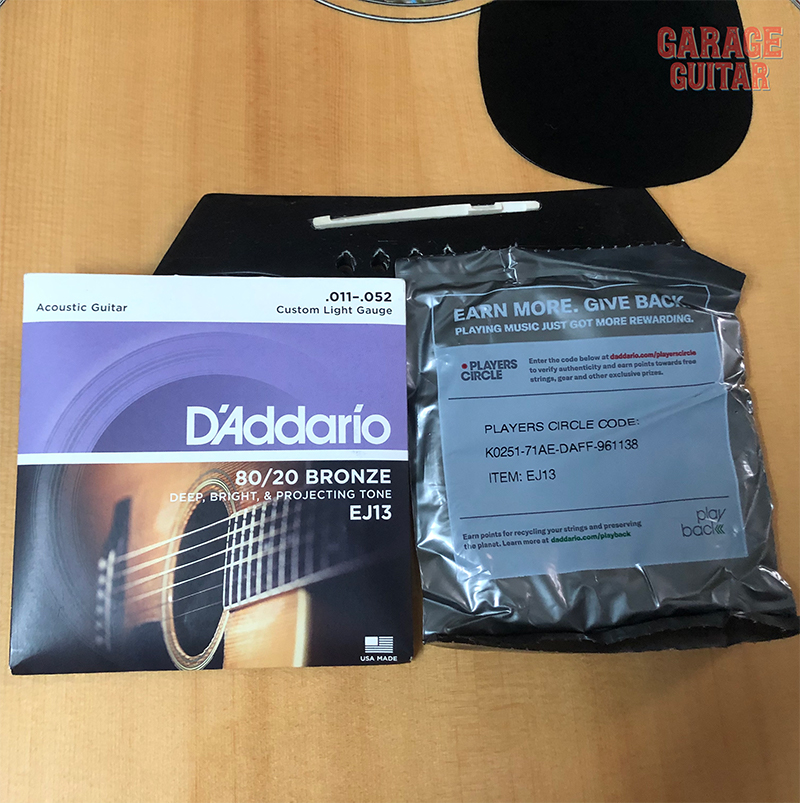 GARAGE
GUITAR
Acoustic Guitar
.011–.052
Custom Light Gauge
D'Addario
80/20 BRONZE
DEEP, BRIGHT, & PROJECTING TONE
EJ13
USA MADE
EARN MORE. GIVE BACK.
PLAYING MUSIC JUST GOT MORE REWARDING.
PLAYERS
CIRCLE
Enter the code below at daddario.com/playerscircle
to verify authenticity and earn points towards free
strings, gear and other exclusive prizes.
PLAYERS CIRCLE CODE:
K0251-71AE-DAFF-961138
ITEM: EJ13
Earn points for recycling your strings and preserving
the planet. Learn more at daddario.com/playback
play
back